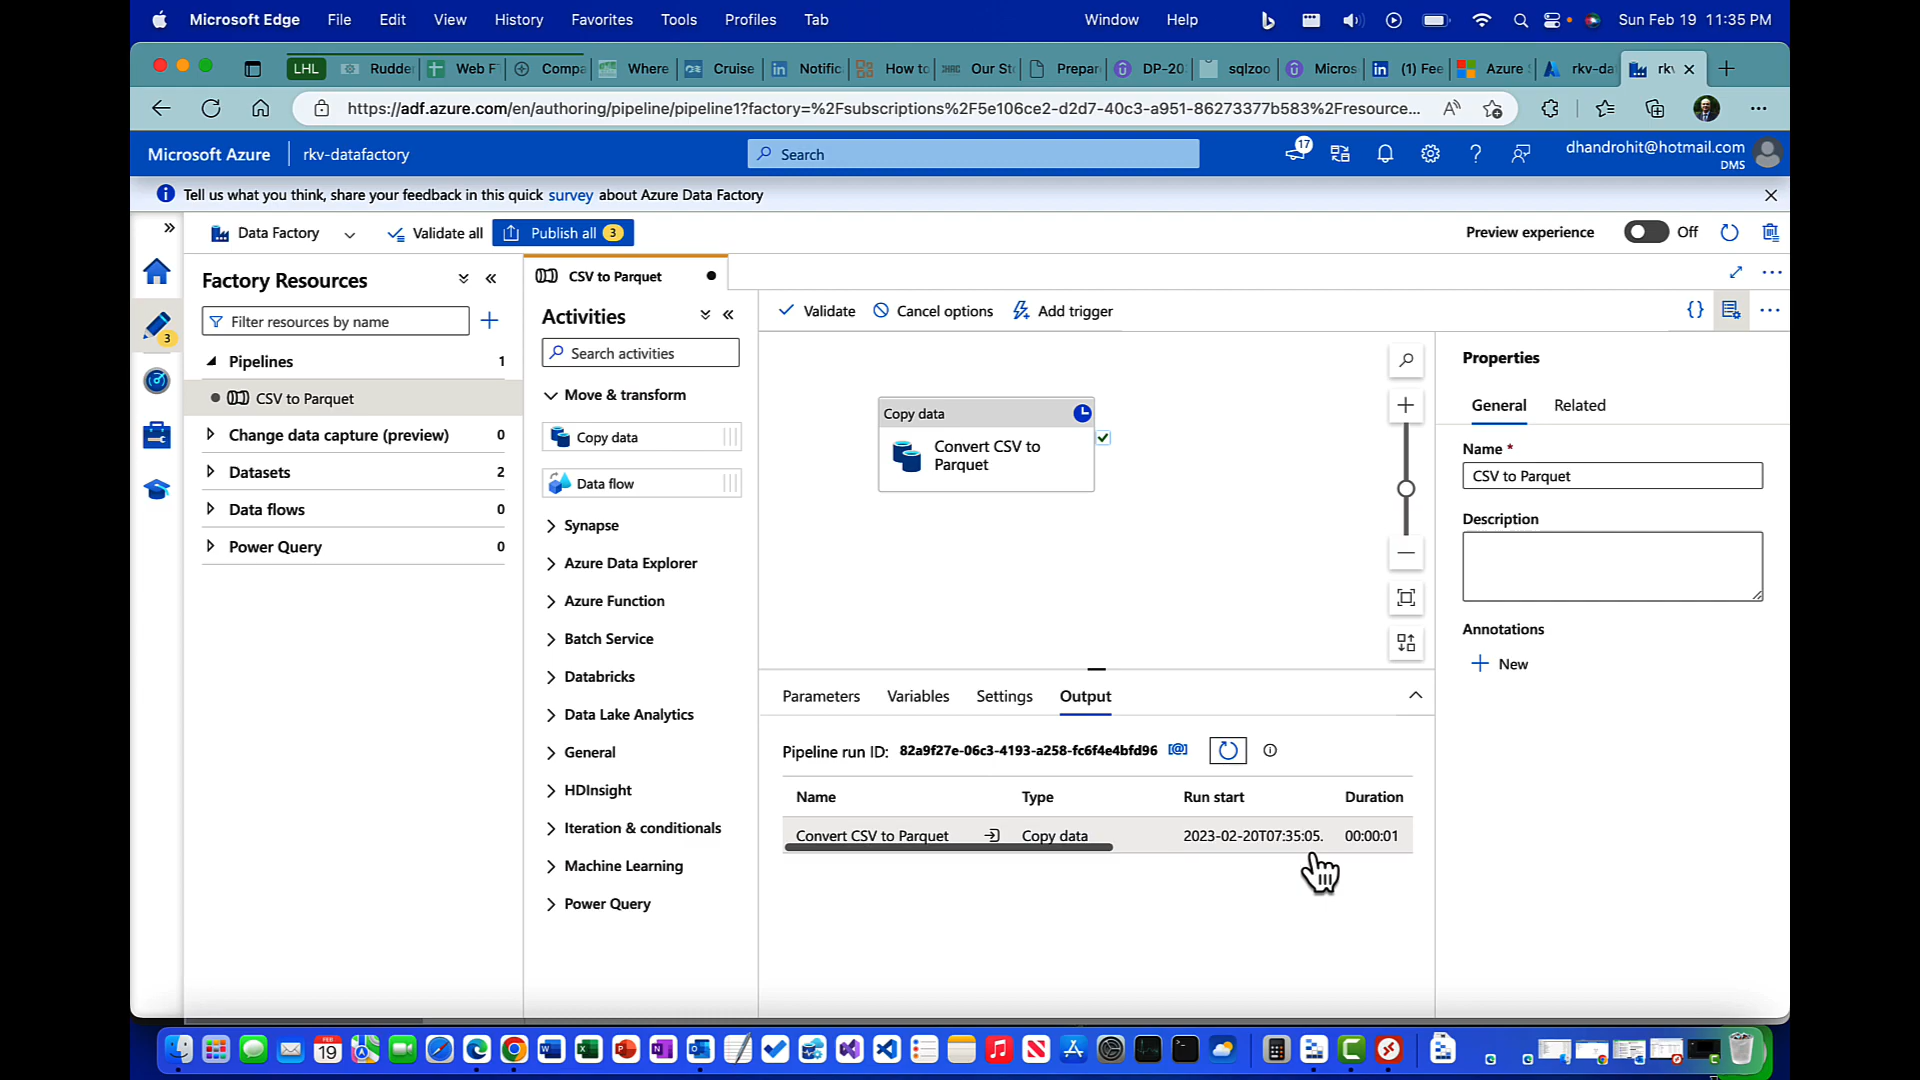 Microsoft Edge File Edit View History Favorites Tools Profiles Tab Window Help Sun Feb 19 11:35 PM
LHL Rudde Web F Compa Where Cruise Notific How to Our St Prepar DP-20 sqlzoo Micros (1) Fee Azure rkv-da rk
https://adf.azure.com/en/authoring/pipeline/pipeline1?factory=%2Fsubscriptions%2F5e106ce2-d2d7-40c3-a951-86273377b583%2Fresource...
Microsoft Azure rkv-datafactory Search 17 dhandrohit@hotmail.com
DMS
Tell us what you think, share your feedback in this quick survey about Azure Data Factory
Data Factory Validate all Publish all 3 Preview experience Off
Factory Resources
Filter resources by name
3
Pipelines 1
CSV to Parquet
Change data capture (preview) 0
Datasets 2
Data flows 0
Power Query 0
CSV to Parquet
Activities
Search activities
Move & transform
Copy data
Data flow
Synapse
Azure Data Explorer
Azure Function
Batch Service
Databricks
Data Lake Analytics
General
HDInsight
Iteration & conditionals
Machine Learning
Power Query
Validate Cancel options Add trigger
Copy data
Convert CSV to
Parquet
Parameters Variables Settings Output
Pipeline run ID: 82a9f27e-06c3-4193-a258-fc6f4e4bfd96
Name Type Run start Duration
Convert CSV to Parquet Copy data 2023-02-20T07:35:05. 00:00:01
Properties
General Related
Name *
CSV to Parquet
Description
Annotations
New
FEB
19